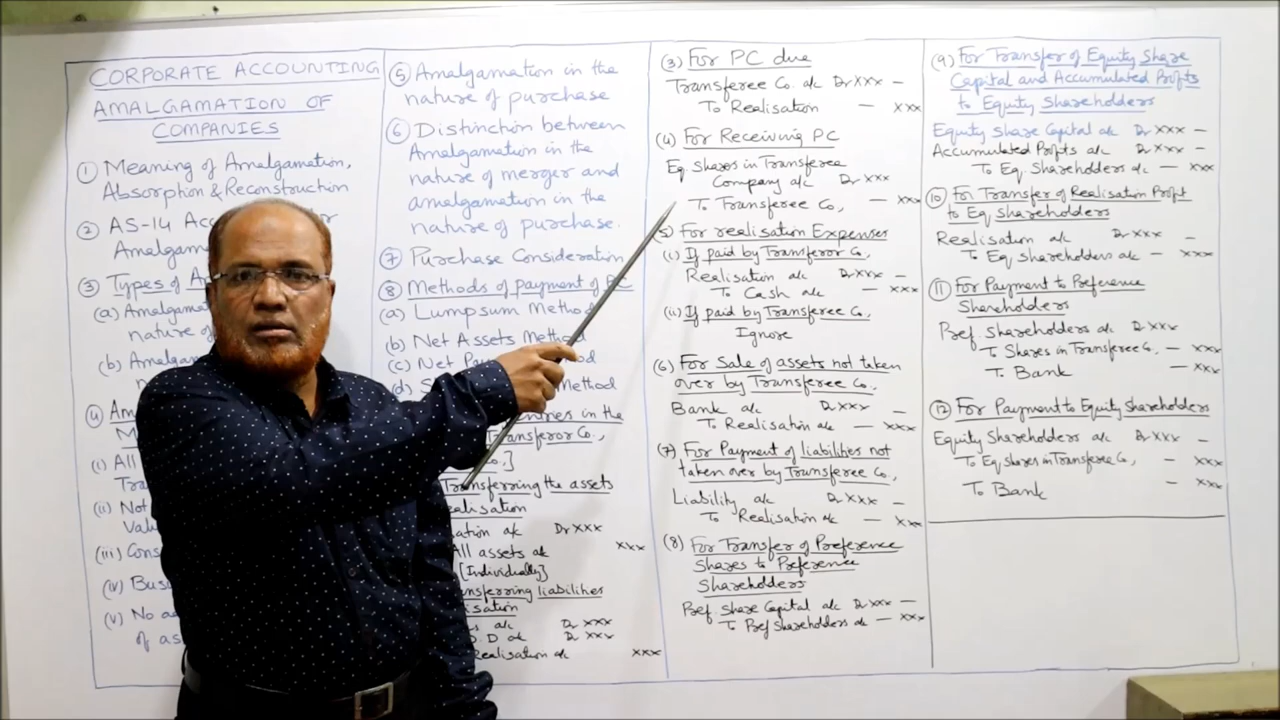 CORPORATE ACCOUNTING
AMALGAMATION OF
COMPANIES
① Meaning of Amalgamation,
Absorption & Reconstruction
② AS-14
Amalgam
③ Types of
(a) Amalgam
nature of
(b) Amalgam
④
(i) All
(ii) Not
(iii) Cons
(iv) Bus
(v) No
of
⑤ Amalgamation in the
nature of purchase
⑥ Distinction between
Amalgamation in the
nature of merger and
amalgamation in the
nature of purchase.
⑦ Purchase Consideration
⑧ Methods of payment of PC
(a) Lumpsum Method
(b) Net Assets Method
(c) Net
(d) Method
entries in the
Transferor Co.,
Co.,]
Transferring the assets
Dr xxx
All assets a/c xxx
[Individually]
liabilities
a/c Dr xxx
D a/c Dr xxx
Realisation a/c xxx
(3) For PC due
Transferee Co. a/c Dr xxx —
To Realisation — xxx
(4) For Receiving PC
Eq Shares in Transferee
Company a/c Dr xxx
To Transferee Co, — xxx
(5) For realisation Expenses
(i) If paid by Transferor Co,
Realisation a/c Dr xxx —
To Cash a/c — xxx
(ii) If paid by Transferee Co,
Ignore
(6) For Sale of assets not taken
over by Transferee Co.,
Bank a/c Dr xxx —
To Realisation a/c — xxx
(7) For Payment of liabilities not
taken over by Transferee Co,
Liability a/c Dr xxx —
To Realisation a/c — xxx
(8) For Transfer of Preference
Shares to Preference
Shareholders
Pref Share Capital a/c Dr xxx —
To Pref shareholders a/c — xxx
(9) For Transfer of Equity Share
Capital and Accumulated Profits
to Equity Shareholders
Equity Share Capital a/c Dr xxx —
Accumulated Profits a/c Dr xxx —
To Eq. Shareholders a/c — xxx
⑩ For Transfer of Realisation Profit
to Eq Shareholders
Realisation a/c Dr xxx —
To Eq shareholders a/c — xxx
⑪ For Payment to Preference
Shareholders
Pref Shareholders a/c Dr xxx
To Shares in Transferee Co, — xxx
To Bank — xxx
⑫ For Payment to Equity Shareholders
Equity Shareholders a/c Dr xxx —
To Eq Shares in Transferee Co, — xxx
To Bank — xxx